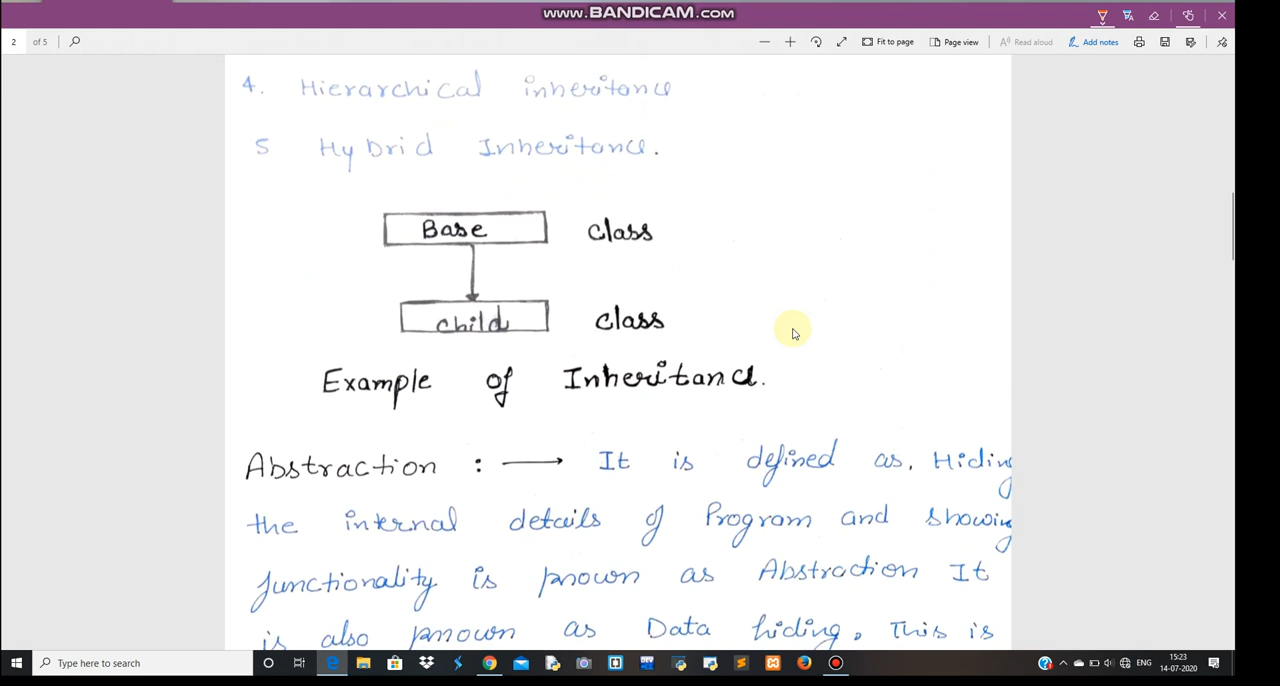 www.BANDICAM.com
2 of 5 Fit to page Page view Read aloud Add notes
4. Hierarchical inheritance
5 HyDrid Inheritance.
Base class
child class
Example of Inheritance.
Abstraction : It is defined as. Hiding
the internal details of Program and showing
functionality is pnown as Abstraction It
is also pnown as Data hiding. This is
Type here to search
ENG
15:23
14-07-2020